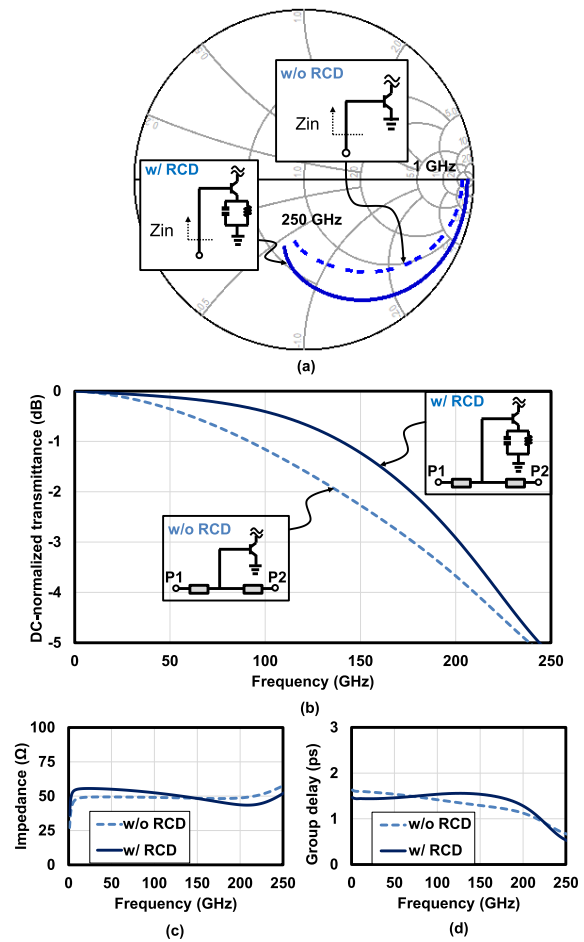 w/o RCD
Zin
1 GHz
w/ RCD
Zin
250 GHz
(a)
DC-normalized transmittance (dB)
0
-1
-2
-3
-4
-5
w/ RCD
P1
P2
w/o RCD
P1
P2
0
50
100
150
200
250
Frequency (GHz)
(b)
Impedance (Ω)
100
75
50
25
0
w/o RCD
w/ RCD
0
50
100
150
200
250
Frequency (GHz)
(c)
Group delay (ps)
3
2
1
0
w/o RCD
w/ RCD
0
50
100
150
200
250
Frequency (GHz)
(d)